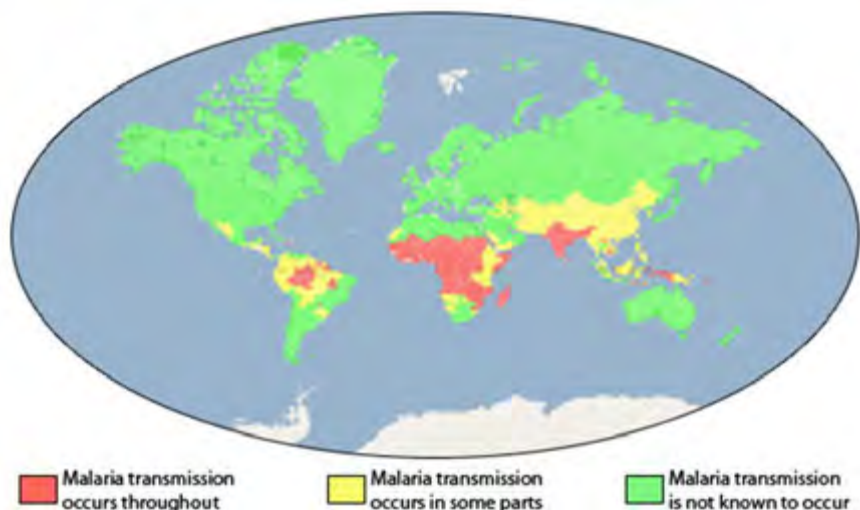 Malaria transmission
occurs throughout
Malaria transmission
occurs in some parts
Malaria transmission
is not known to occur